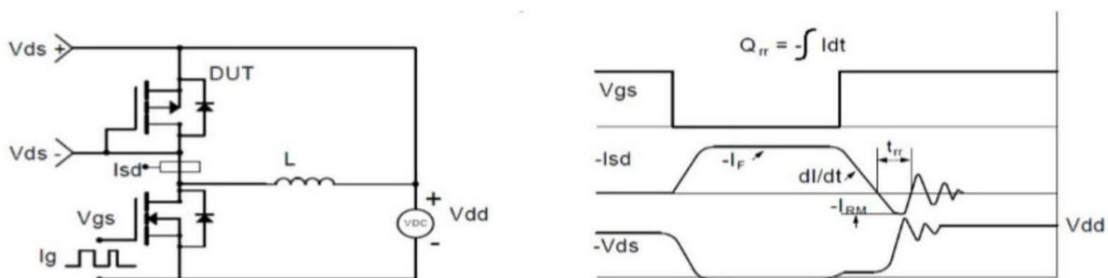 Vds +
DUT
Vds -
Isd
L
Vgs
Ig
VDC
+
-
Vdd
Q_rr = -∫ Idt
Vgs
-Isd
-I_F
dI/dt
t_rr
-I_RM
-Vds
Vdd